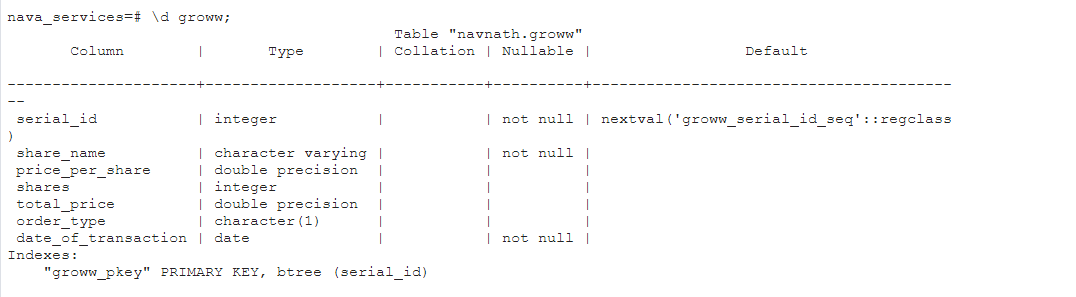 nava_services=# \d groww;
                                           Table "navnath.groww"
       Column        |       Type        | Collation | Nullable |                  Default
---------------------+-------------------+-----------+----------+----------------------------------------
--
 serial_id           | integer           |           | not null | nextval('groww_serial_id_seq'::regclass
)
 share_name          | character varying |           | not null |
 price_per_share     | double precision  |           |          |
 shares              | integer           |           |          |
 total_price         | double precision  |           |          |
 order_type          | character(1)      |           |          |
 date_of_transaction | date              |           | not null |
Indexes:
    "groww_pkey" PRIMARY KEY, btree (serial_id)